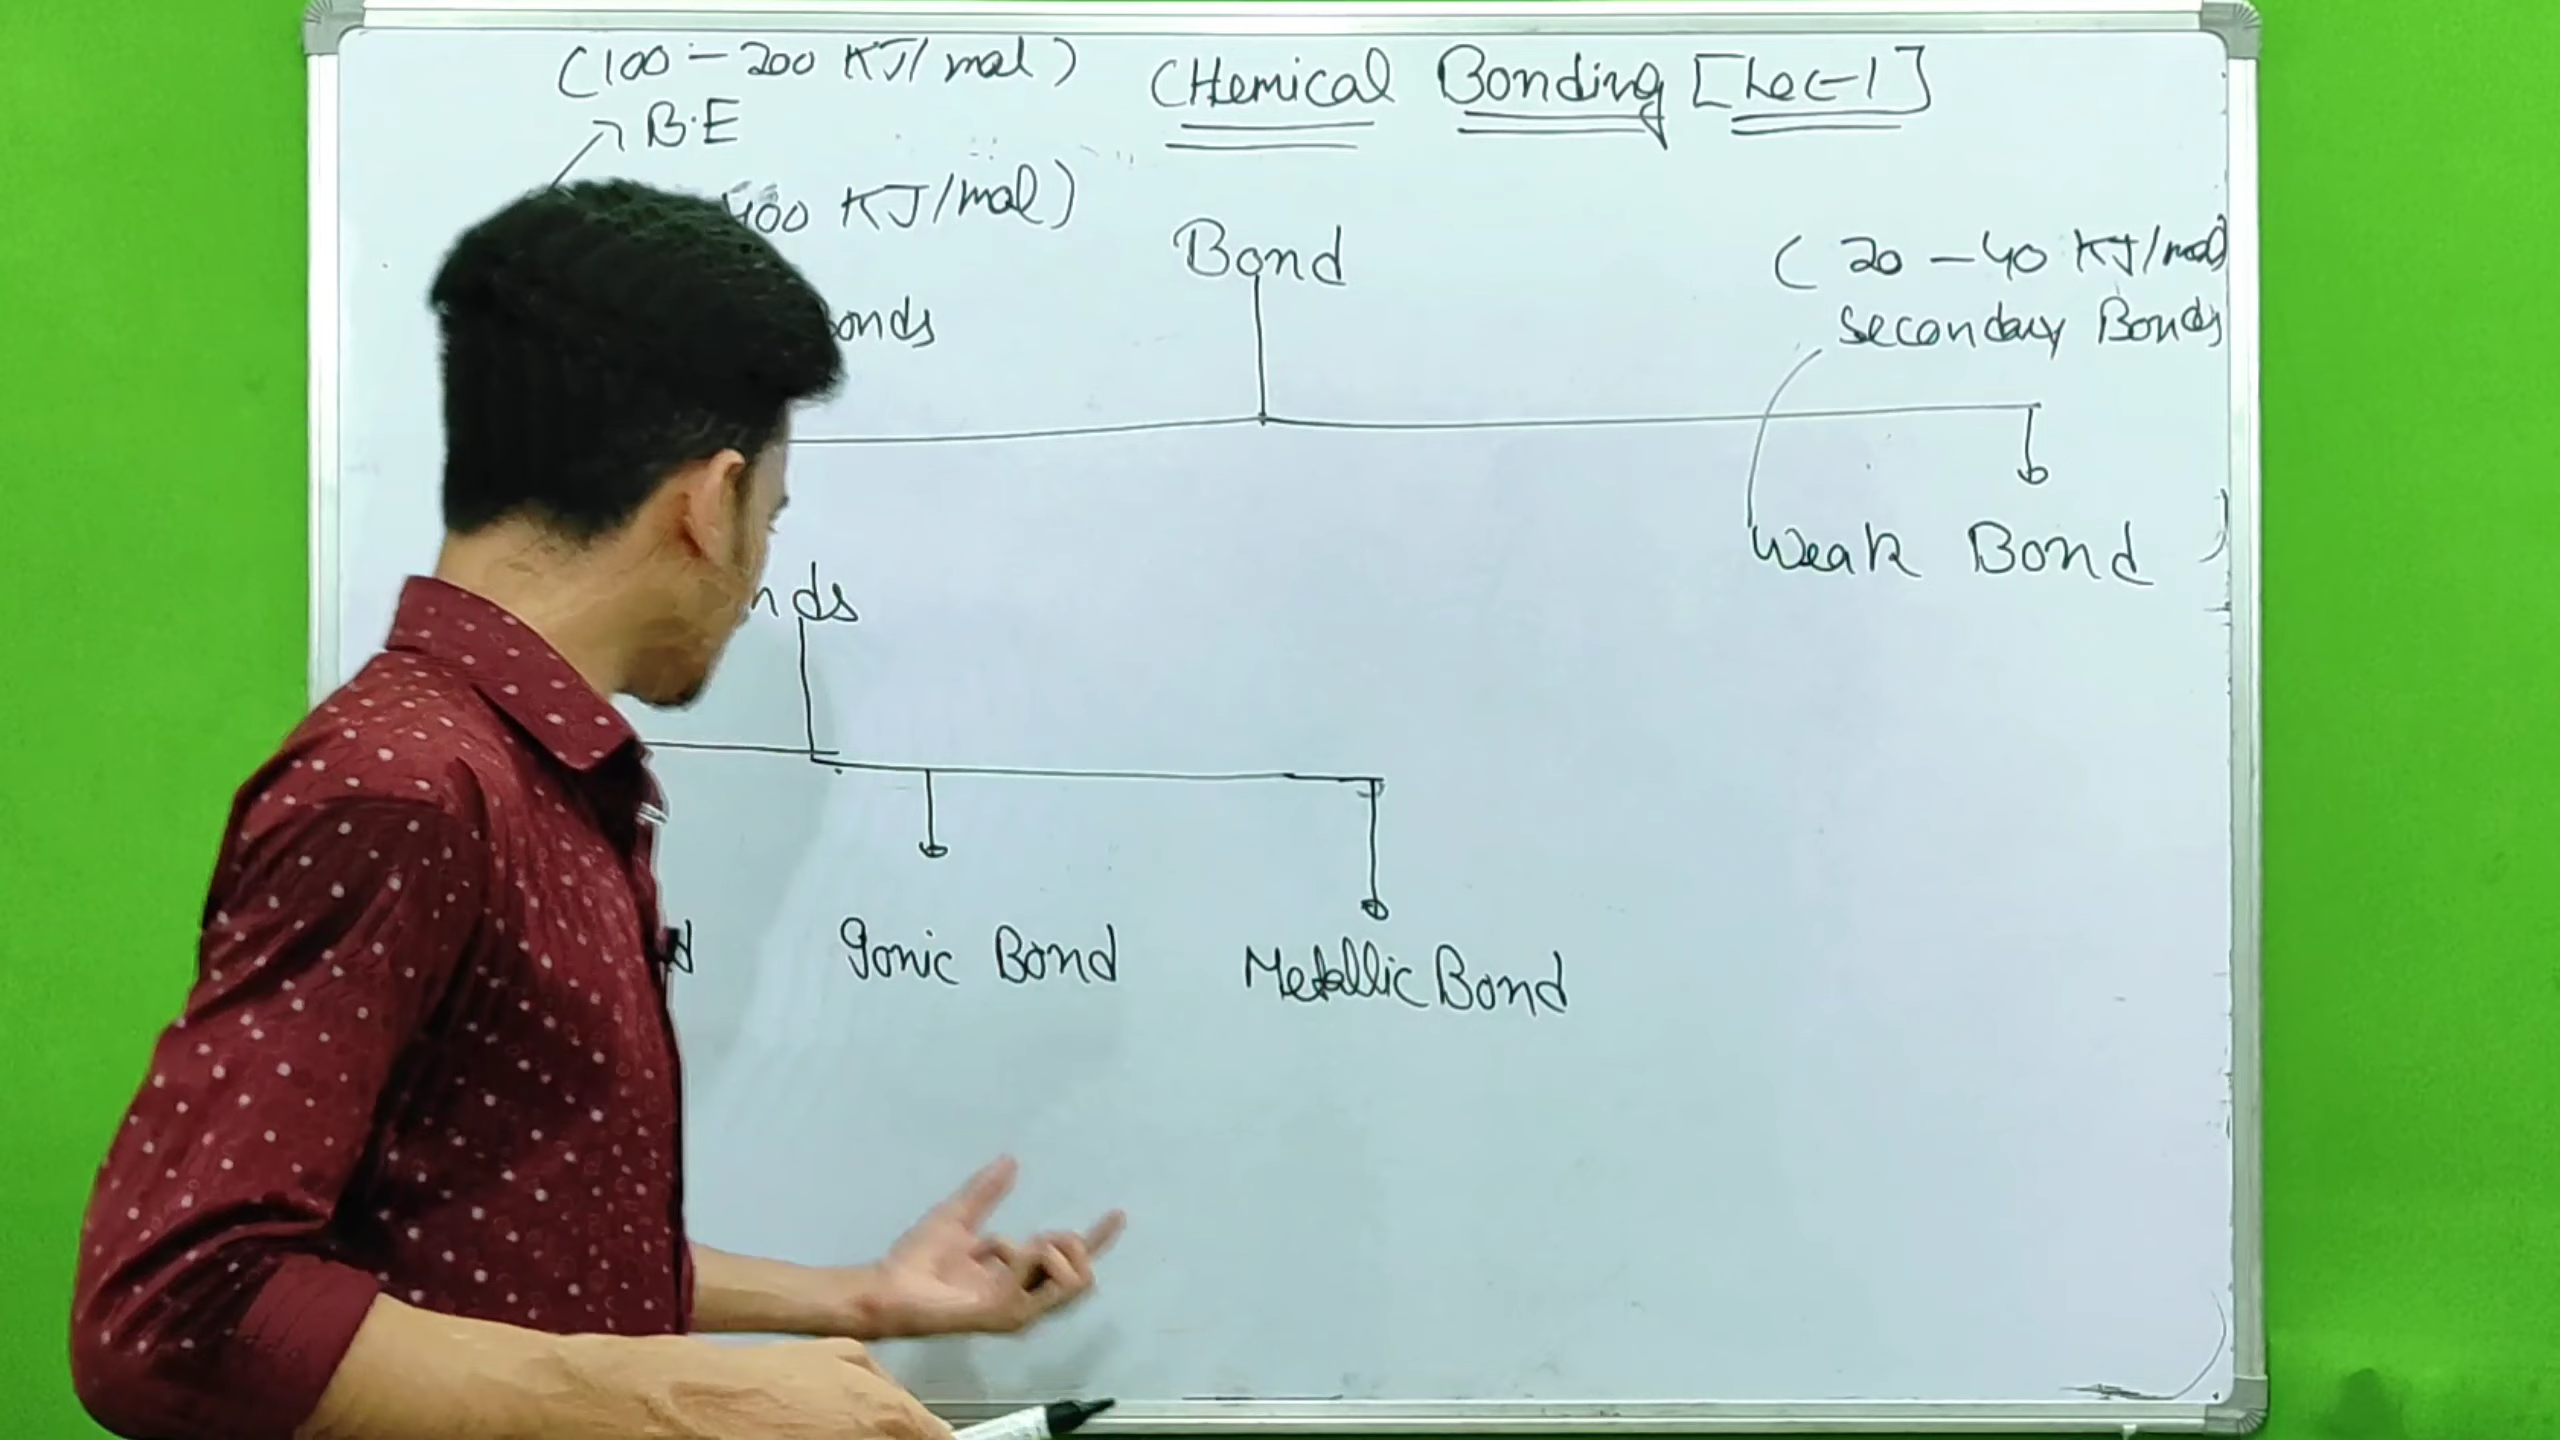 (100 - 200 KJ/mol)
CHemical Bonding [Lec-1]
B.E
400 KJ/mol)
Bond
(20 - 40 KJ/mol)
onds
Secondary Bonds
Weak Bond
nds
d
Ionic Bond
Metallic Bond